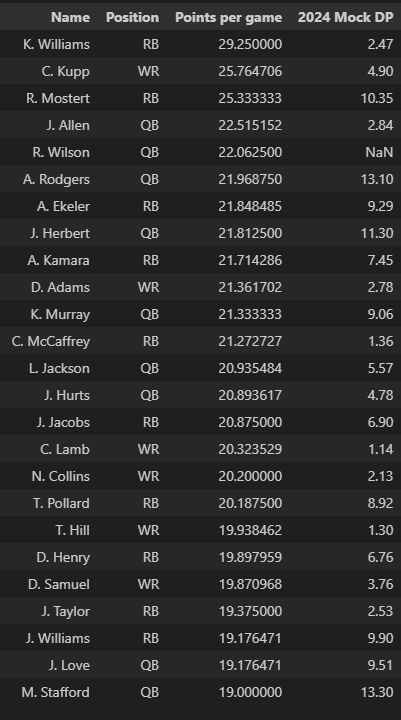 Name Position Points per game 2024 Mock DP
K. Williams RB 29.250000 2.47
C. Kupp WR 25.764706 4.90
R. Mostert RB 25.333333 10.35
J. Allen QB 22.515152 2.84
R. Wilson QB 22.062500 NaN
A. Rodgers QB 21.968750 13.10
A. Ekeler RB 21.848485 9.29
J. Herbert QB 21.812500 11.30
A. Kamara RB 21.714286 7.45
D. Adams WR 21.361702 2.78
K. Murray QB 21.333333 9.06
C. McCaffrey RB 21.272727 1.36
L. Jackson QB 20.935484 5.57
J. Hurts QB 20.893617 4.78
J. Jacobs RB 20.875000 6.90
C. Lamb WR 20.323529 1.14
N. Collins WR 20.200000 2.13
T. Pollard RB 20.187500 8.92
T. Hill WR 19.938462 1.30
D. Henry RB 19.897959 6.76
D. Samuel WR 19.870968 3.76
J. Taylor RB 19.375000 2.53
J. Williams RB 19.176471 9.90
J. Love QB 19.176471 9.51
M. Stafford QB 19.000000 13.30